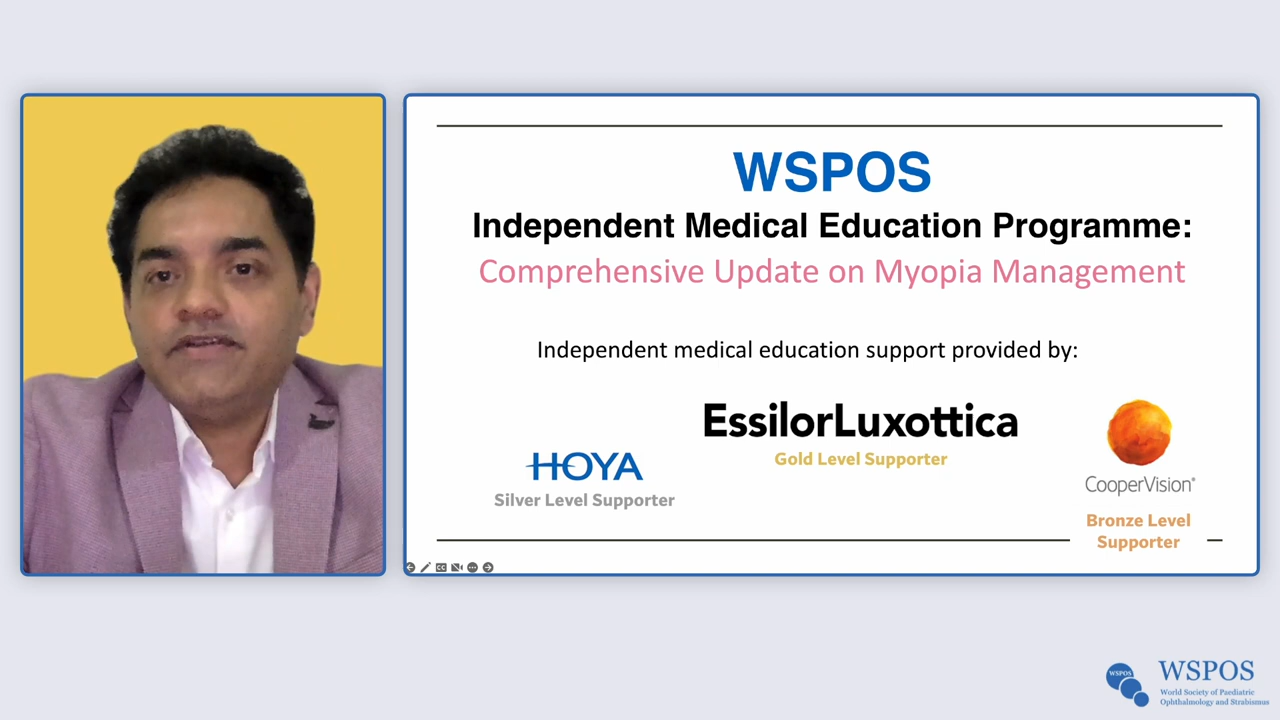 WSPOS
Independent Medical Education Programme:
Comprehensive Update on Myopia Management
Independent medical education support provided by:
EssilorLuxottica
Gold Level Supporter
HOYA
Silver Level Supporter
CooperVision®
Bronze Level
Supporter
WSPOS
WSPOS
World Society of Paediatric
Ophthalmology and Strabismus